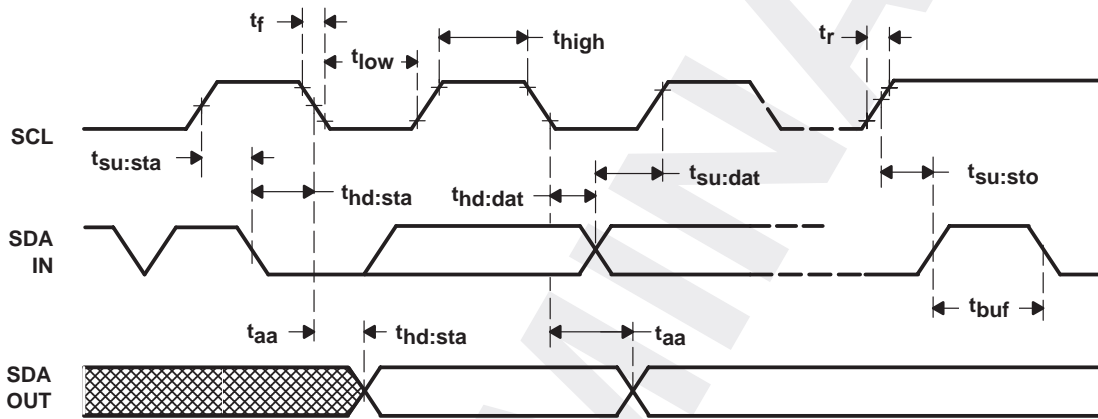 tf
tlow
thigh
tr
SCL
tsu:sta
thd:sta
thd:dat
tsu:dat
tsu:sto
SDA
IN
tbuf
taa
thd:sta
taa
SDA
OUT